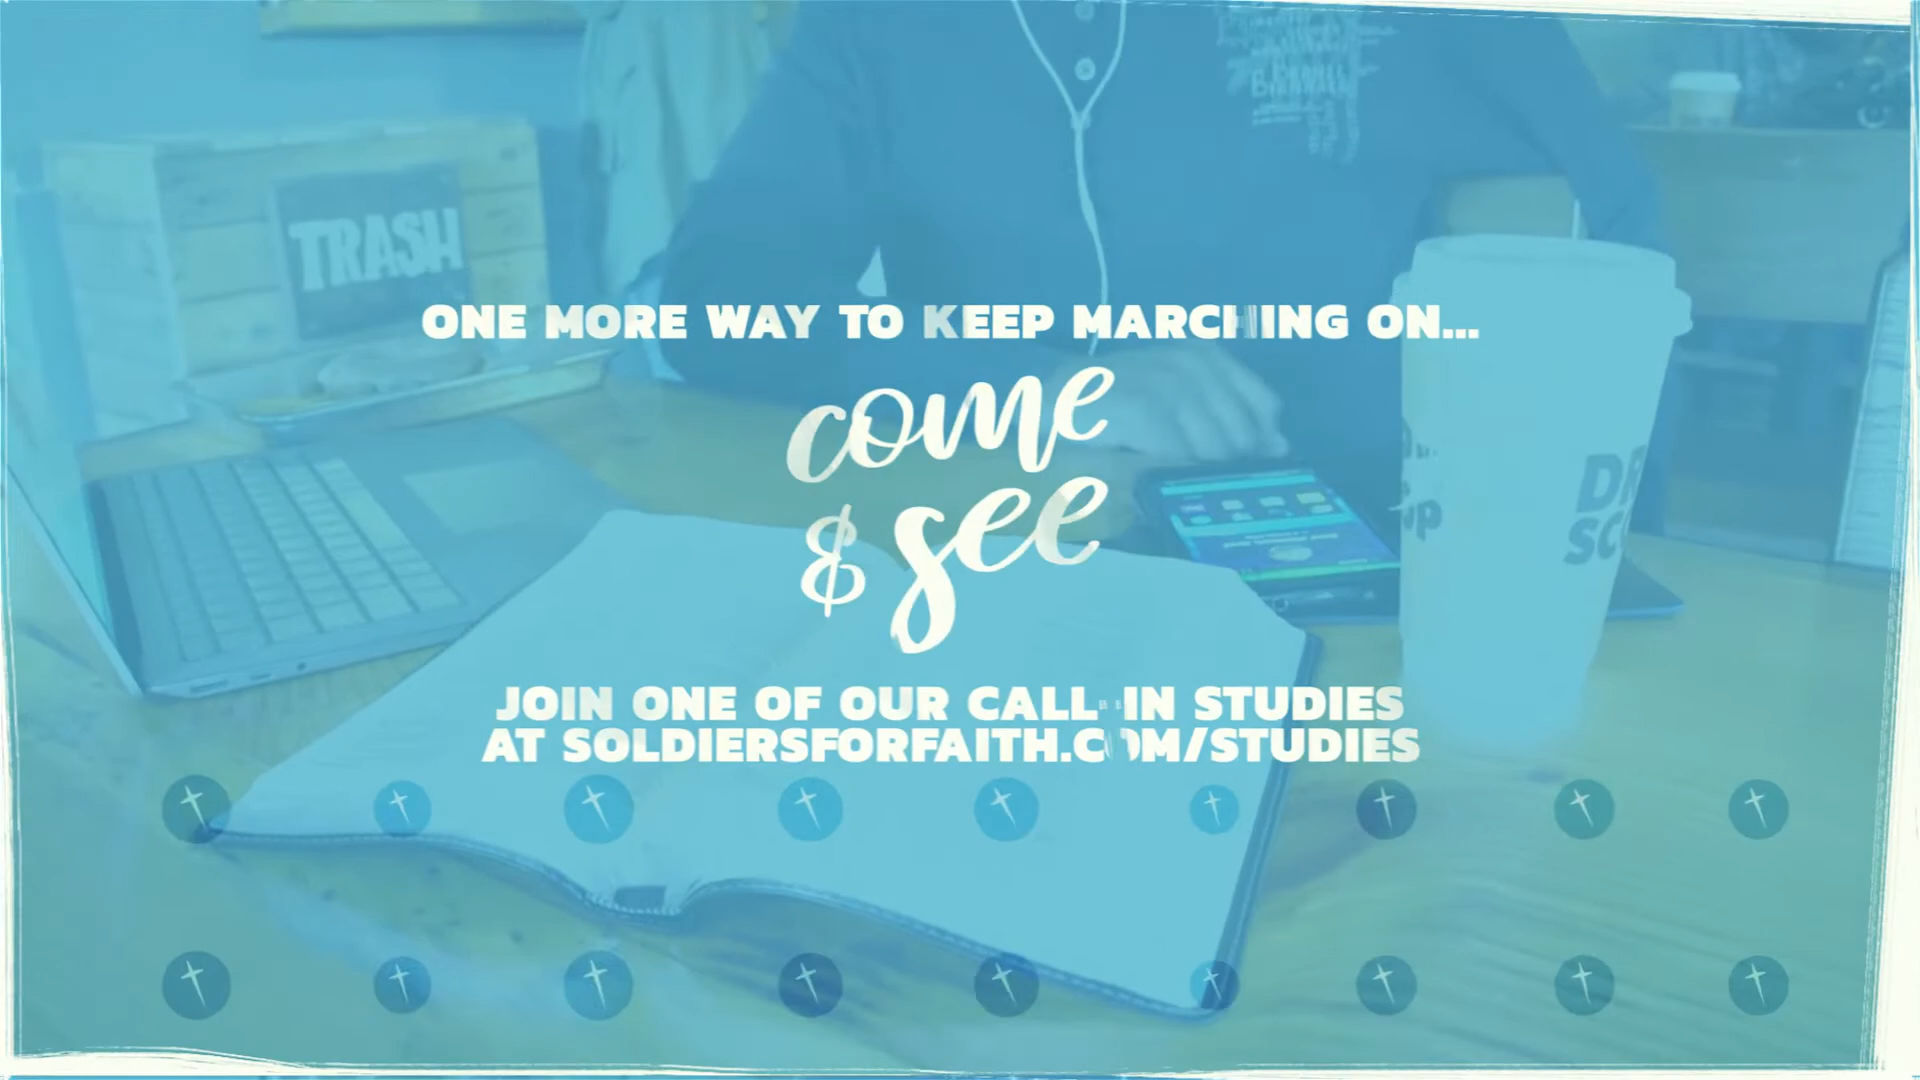 TRASH
ONE MORE WAY TO KEEP MARCHING ON...
come
& see
JOIN ONE OF OUR CALL-IN STUDIES
AT SOLDIERSFORFAITH.COM/STUDIES